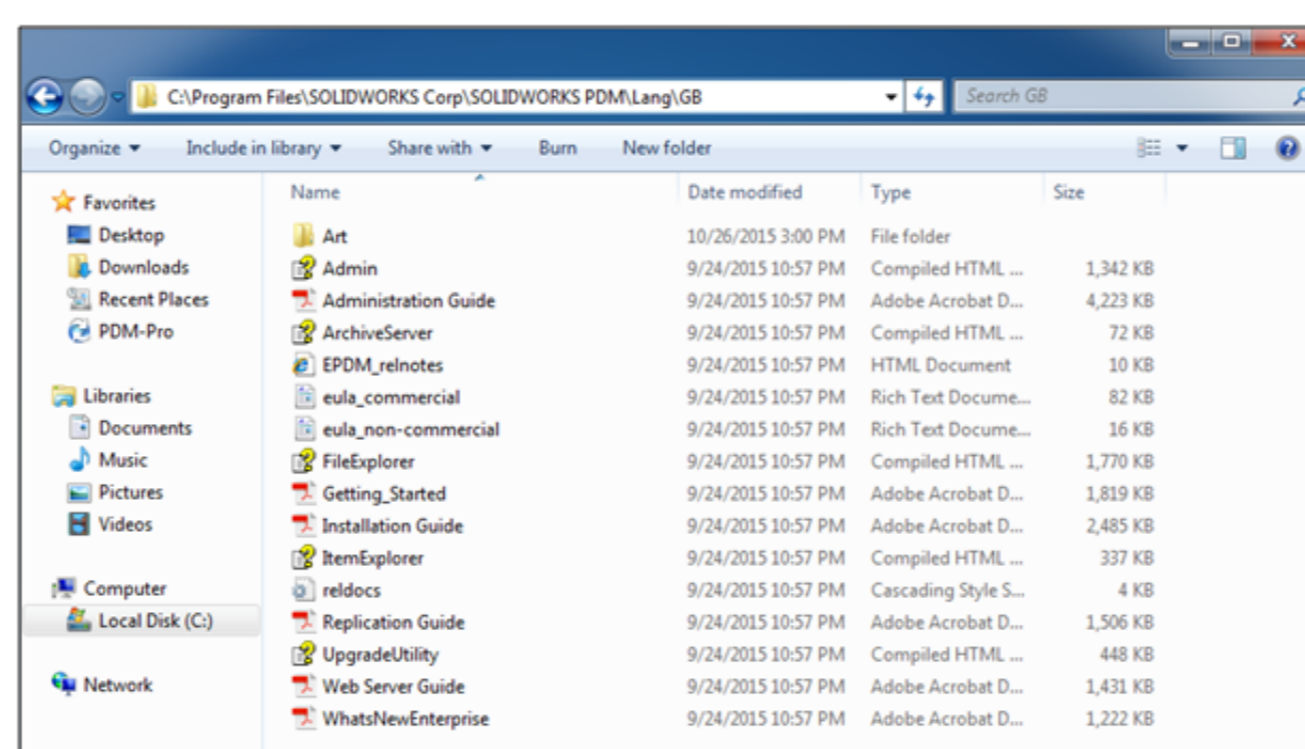 C:\Program Files\SOLIDWORKS Corp\SOLIDWORKS PDM\Lang\GB Search GB
Organize Include in library Share with Burn New folder
Name Date modified Type Size
Favorites
Desktop
Downloads
Recent Places
PDM-Pro
Libraries
Documents
Music
Pictures
Videos
Computer
Local Disk (C:)
Network
Art 10/26/2015 3:00 PM File folder
Admin 9/24/2015 10:57 PM Compiled HTML ... 1,342 KB
Administration Guide 9/24/2015 10:57 PM Adobe Acrobat D... 4,223 KB
ArchiveServer 9/24/2015 10:57 PM Compiled HTML ... 72 KB
EPDM_relnotes 9/24/2015 10:57 PM HTML Document 10 KB
eula_commercial 9/24/2015 10:57 PM Rich Text Docume... 82 KB
eula_non-commercial 9/24/2015 10:57 PM Rich Text Docume... 16 KB
FileExplorer 9/24/2015 10:57 PM Compiled HTML ... 1,770 KB
Getting_Started 9/24/2015 10:57 PM Adobe Acrobat D... 1,819 KB
Installation Guide 9/24/2015 10:57 PM Adobe Acrobat D... 2,485 KB
ItemExplorer 9/24/2015 10:57 PM Compiled HTML ... 337 KB
reldocs 9/24/2015 10:57 PM Cascading Style S... 4 KB
Replication Guide 9/24/2015 10:57 PM Adobe Acrobat D... 1,506 KB
UpgradeUtility 9/24/2015 10:57 PM Compiled HTML ... 448 KB
Web Server Guide 9/24/2015 10:57 PM Adobe Acrobat D... 1,431 KB
WhatsNewEnterprise 9/24/2015 10:57 PM Adobe Acrobat D... 1,222 KB